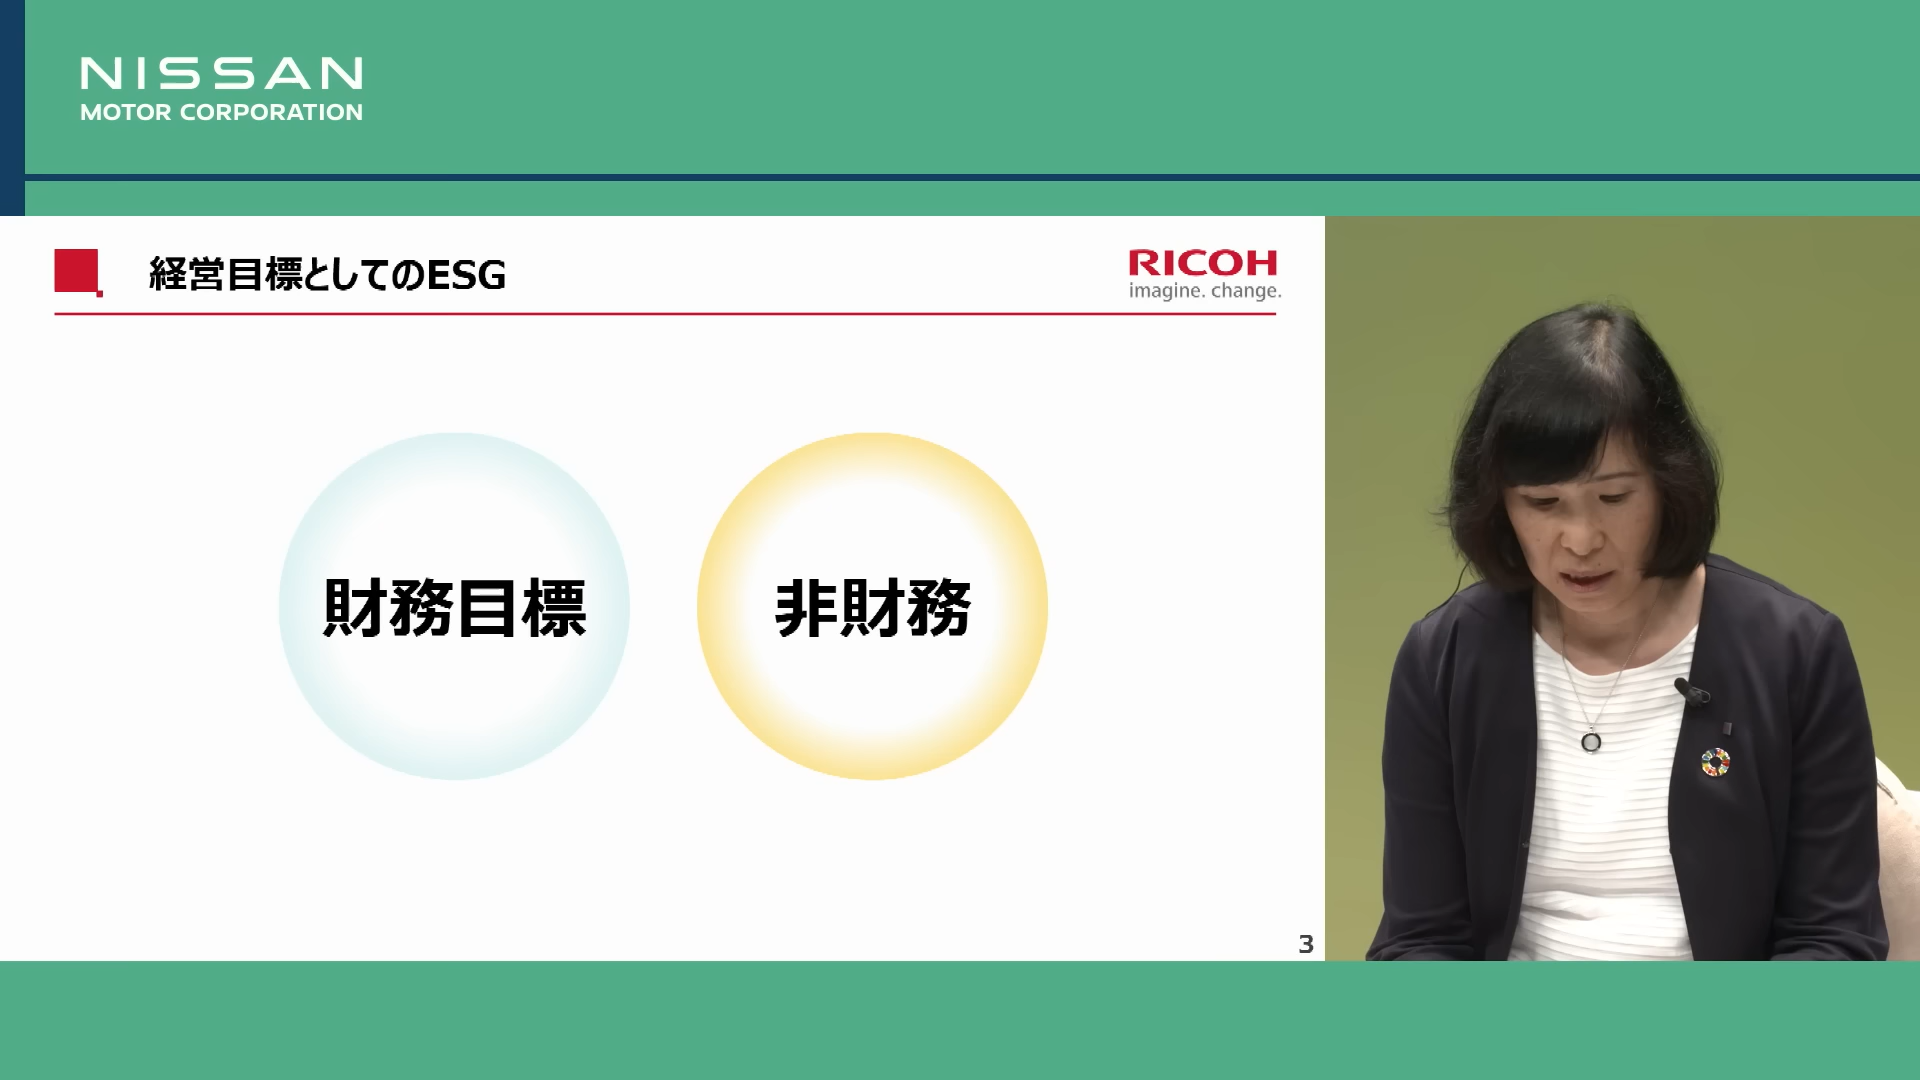 NISSAN
MOTOR CORPORATION
経営目標としてのESG
RICOH
imagine. change.
財務目標
非財務
3